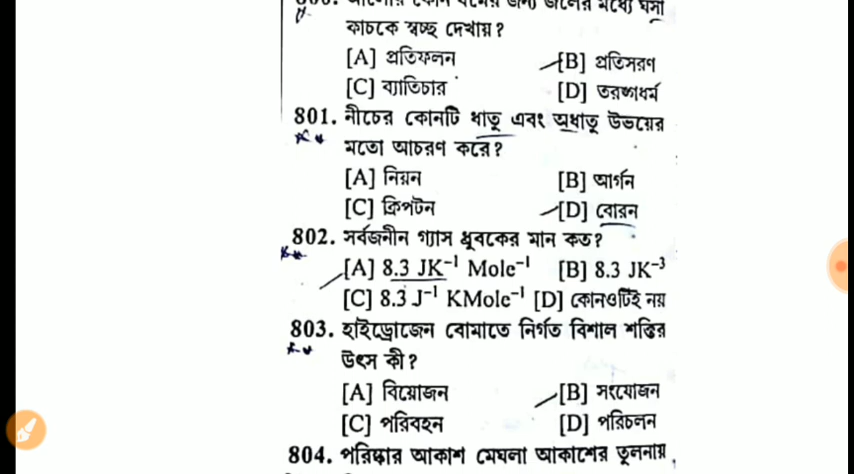 কাচকে স্বচ্ছ দেখায়?
[A] প্রতিফলন [B] প্রতিসরণ
[C] ব্যাতিচার [D] তরঙ্গধর্ম
801. নীচের কোনটি ধাতু এবং অধাতু উভয়ের
মতো আচরণ করে?
[A] নিয়ন [B] আর্গন
[C] ক্রিপটন [D] বোরন
802. সর্বজনীন গ্যাস ধ্রুবকের মান কত?
[A] 8.3 JK⁻¹ Mole⁻¹ [B] 8.3 JK⁻³
[C] 8.3 J⁻¹ KMole⁻¹ [D] কোনওটিই নয়
803. হাইড্রোজেন বোমাতে নির্গত বিশাল শক্তির
উৎস কী?
[A] বিয়োজন [B] সংযোজন
[C] পরিবহন [D] পরিচলন
804. পরিষ্কার আকাশ মেঘলা আকাশের তুলনায়